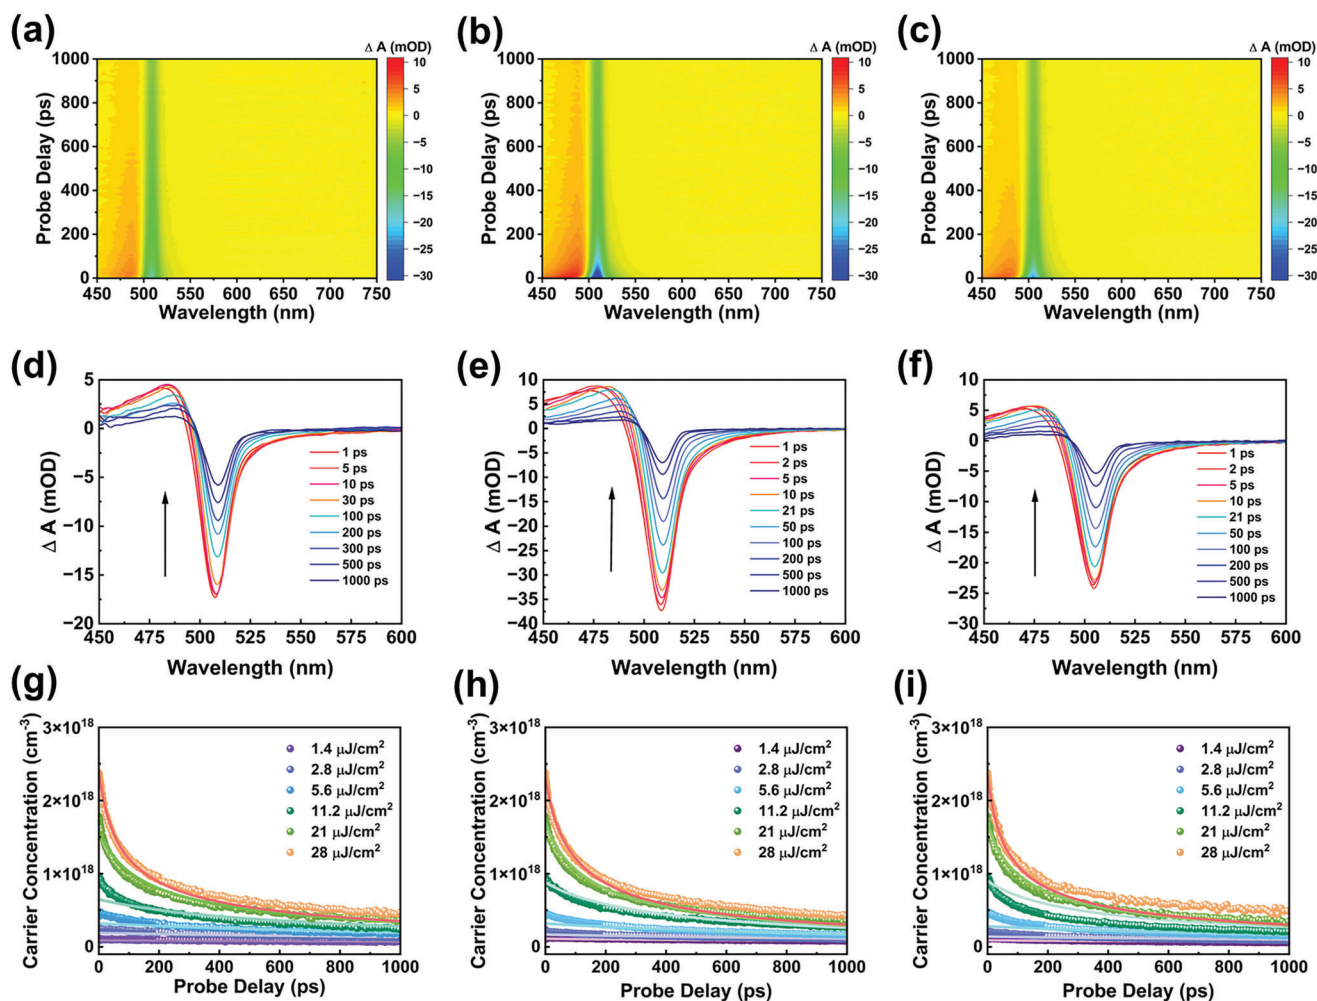 (a)
Δ A (mOD)
1000
800
600
400
200
0
Probe Delay (ps)
10
5
0
−5
−10
−15
−20
−25
−30
450 500 550 600 650 700 750
Wavelength (nm)
(b)
Δ A (mOD)
1000
800
600
400
200
0
Probe Delay (ps)
10
5
0
−5
−10
−15
−20
−25
−30
450 500 550 600 650 700 750
Wavelength (nm)
(c)
Δ A (mOD)
1000
800
600
400
200
0
Probe Delay (ps)
10
5
0
−5
−10
−15
−20
−25
−30
450 500 550 600 650 700 750
Wavelength (nm)
(d)
5
0
−5
−10
−15
−20
Δ A (mOD)
1 ps
5 ps
10 ps
30 ps
100 ps
200 ps
300 ps
500 ps
1000 ps
450 475 500 525 550 575 600
Wavelength (nm)
(e)
10
5
0
−5
−10
−15
−20
−25
−30
−35
−40
Δ A (mOD)
1 ps
2 ps
5 ps
10 ps
21 ps
50 ps
100 ps
200 ps
500 ps
1000 ps
450 475 500 525 550 575 600
Wavelength (nm)
(f)
10
5
0
−5
−10
−15
−20
−25
−30
Δ A (mOD)
1 ps
2 ps
5 ps
10 ps
21 ps
50 ps
100 ps
200 ps
500 ps
1000 ps
450 475 500 525 550 575 600
Wavelength (nm)
(g)
3×10¹⁸
2×10¹⁸
1×10¹⁸
0
Carrier Concentration (cm⁻³)
1.4 μJ/cm²
2.8 μJ/cm²
5.6 μJ/cm²
11.2 μJ/cm²
21 μJ/cm²
28 μJ/cm²
0 200 400 600 800 1000
Probe Delay (ps)
(h)
3×10¹⁸
2×10¹⁸
1×10¹⁸
0
Carrier Concentration (cm⁻³)
1.4 μJ/cm²
2.8 μJ/cm²
5.6 μJ/cm²
11.2 μJ/cm²
21 μJ/cm²
28 μJ/cm²
0 200 400 600 800 1000
Probe Delay (ps)
(i)
3×10¹⁸
2×10¹⁸
1×10¹⁸
0
Carrier Concentration (cm⁻³)
1.4 μJ/cm²
2.8 μJ/cm²
5.6 μJ/cm²
11.2 μJ/cm²
21 μJ/cm²
28 μJ/cm²
0 200 400 600 800 1000
Probe Delay (ps)